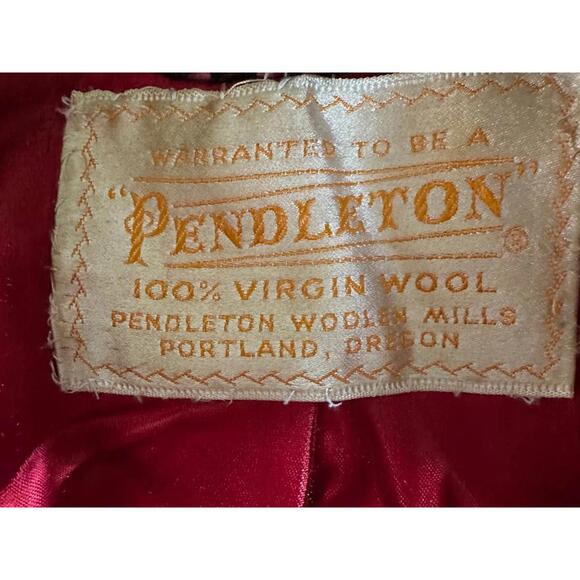 WARRANTED TO BE A
"PENDLETON"®
100% VIRGIN WOOL
PENDLETON WOOLEN MILLS
PORTLAND, OREGON